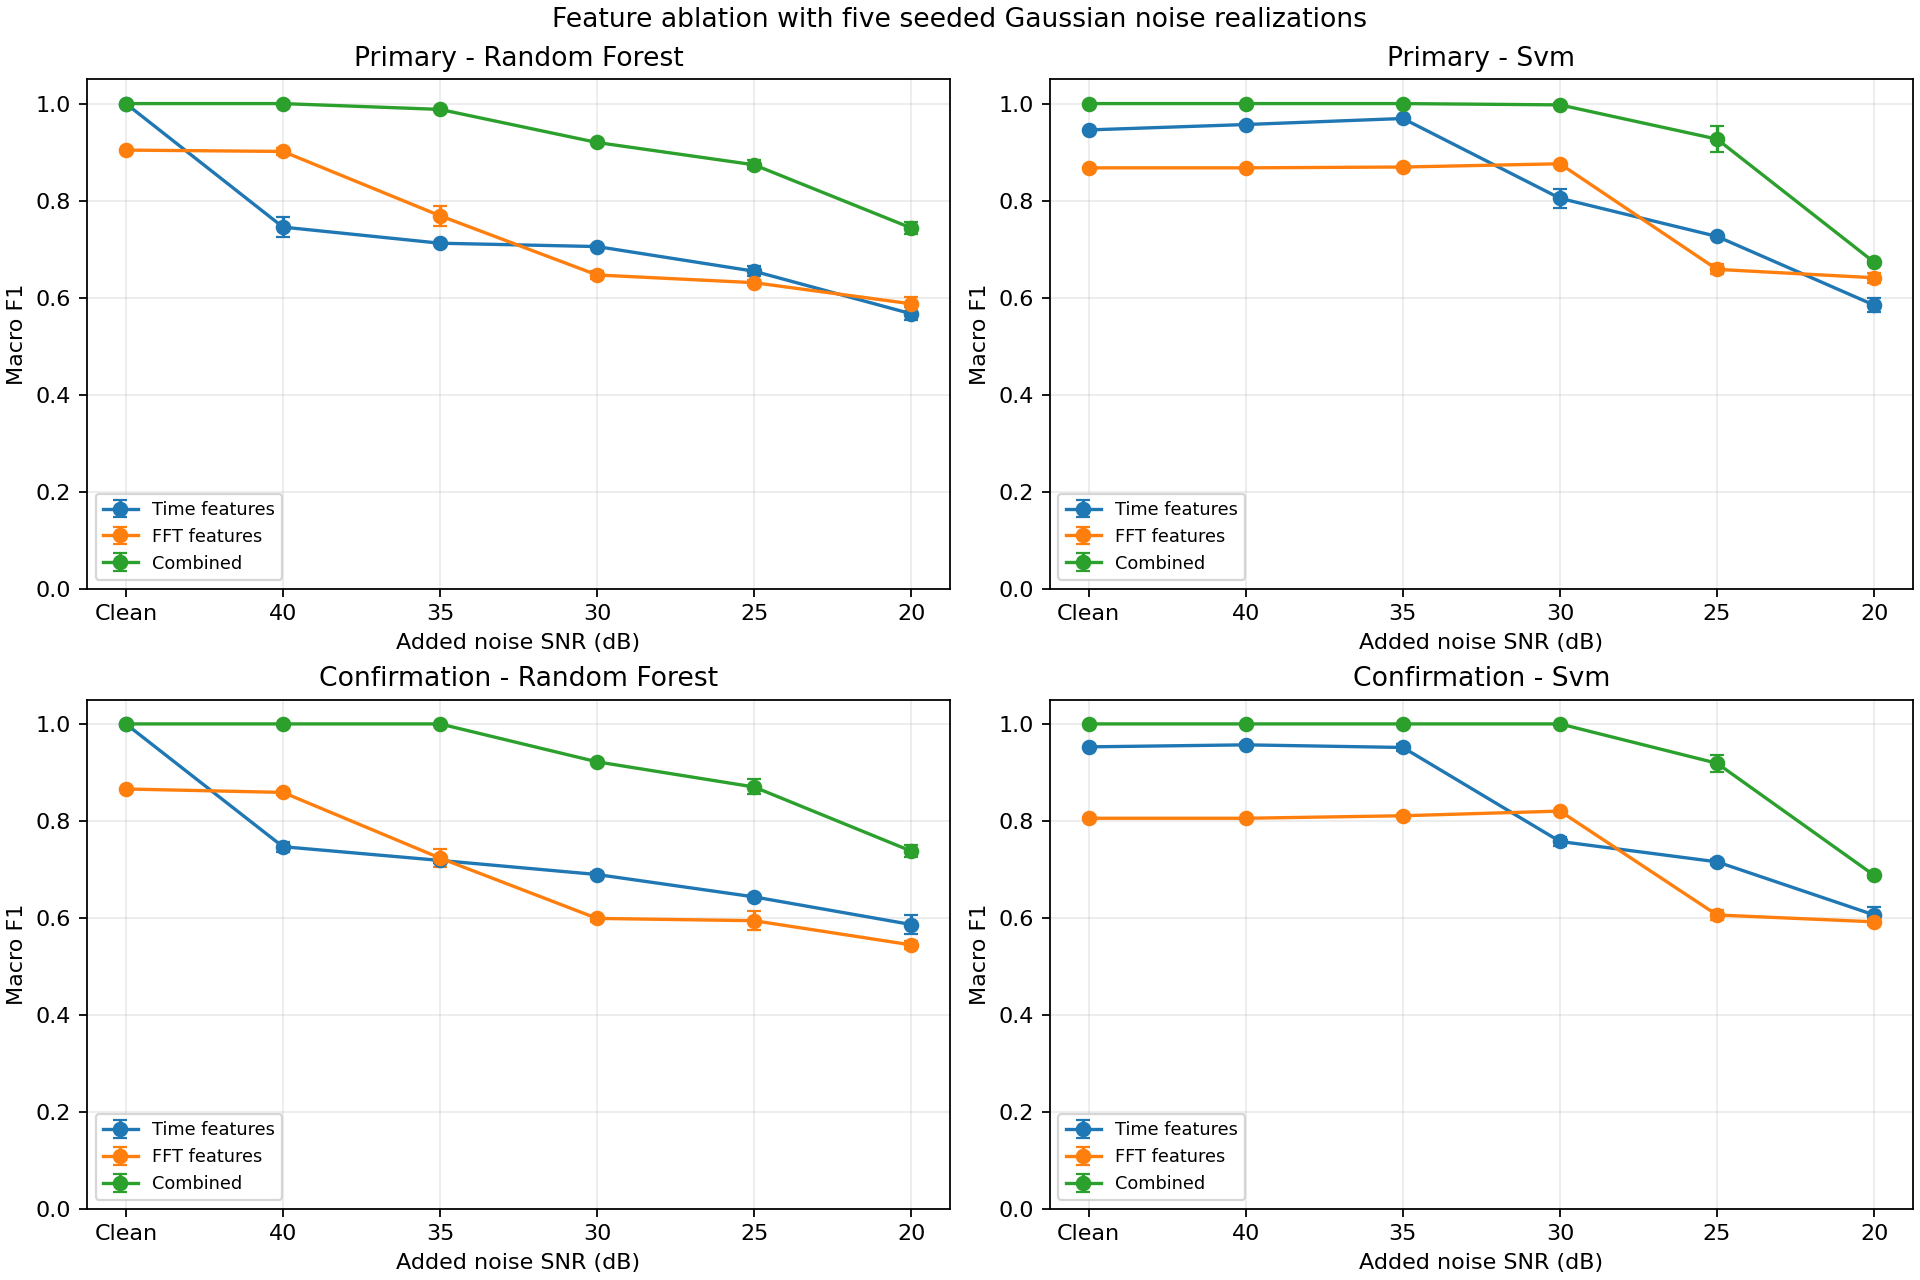 Feature ablation with five seeded Gaussian noise realizations
Primary - Random Forest
Macro F1
1.0
0.8
0.6
0.4
0.2
0.0
Time features
FFT features
Combined
Clean 40 35 30 25 20
Added noise SNR (dB)
Primary - Svm
Macro F1
1.0
0.8
0.6
0.4
0.2
0.0
Time features
FFT features
Combined
Clean 40 35 30 25 20
Added noise SNR (dB)
Confirmation - Random Forest
Macro F1
1.0
0.8
0.6
0.4
0.2
0.0
Time features
FFT features
Combined
Clean 40 35 30 25 20
Added noise SNR (dB)
Confirmation - Svm
Macro F1
1.0
0.8
0.6
0.4
0.2
0.0
Time features
FFT features
Combined
Clean 40 35 30 25 20
Added noise SNR (dB)